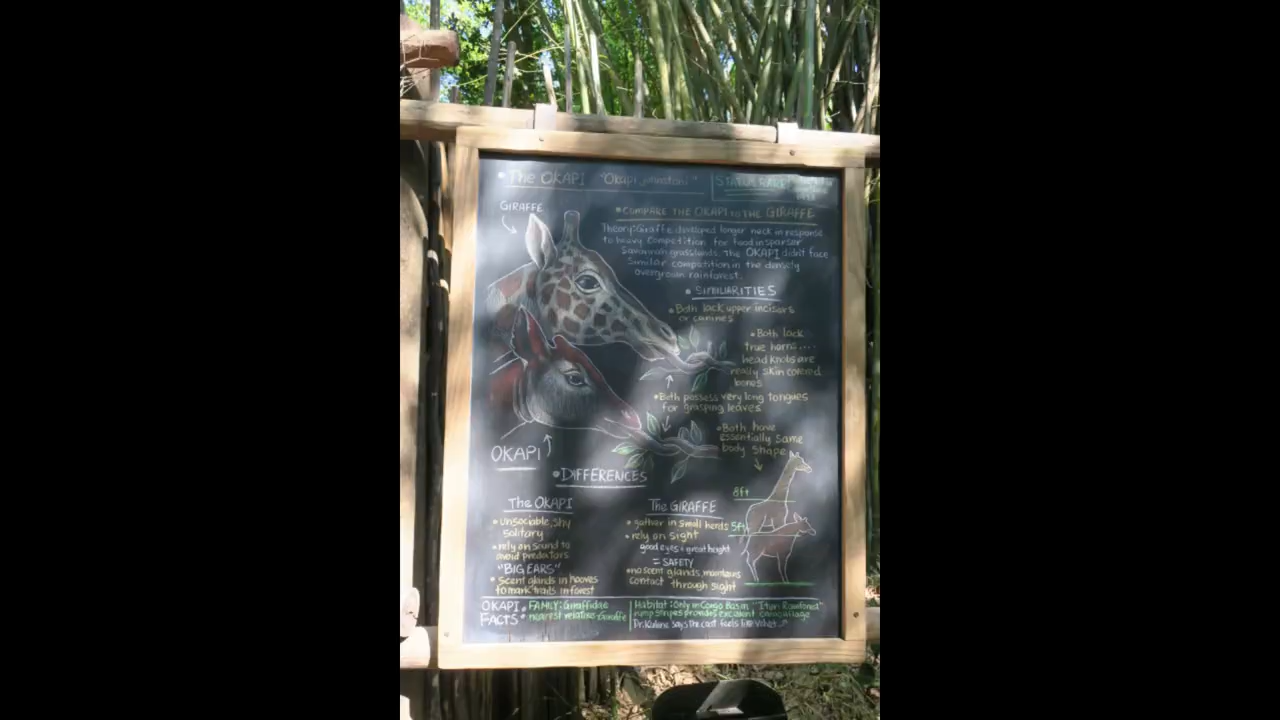 • The OKAPI "Okapi johnstoni"
STATUS: RARE
GIRAFFE
• COMPARE THE OKAPI to THE GIRAFFE
Theory: Giraffe developed longer neck in response
to heavy competition for food in sparser
Savannah grasslands. The OKAPI didn't face
Similar competition in the densely
overgrown rainforest.
• SIMILARITIES
• Both lack upper incisors
or canines
• Both lack
true horns....
head knobs are
really skin covered
bones
• Both possess very long tongues
for grasping leaves
• Both have
essentially same
body shape
OKAPI
• DIFFERENCES
8ft
5ft
The OKAPI
• unsociable, shy
solitary
• rely on sound to
avoid predators
"BIG EARS"
• Scent glands in hooves
to mark trails in forest
The GIRAFFE
• gather in small herds
• rely on sight
good eyes + great height
= SAFETY
• no scent glands, maintains
contact through sight
OKAPI
FACTS
• FAMILY: Giraffidae
• nearest relative: Giraffe
Habitat: Only in Congo Basin "Ituri Rainforest"
rump stripes provides excellent camouflage
Dr. Kalline says The coat feels like Velvet